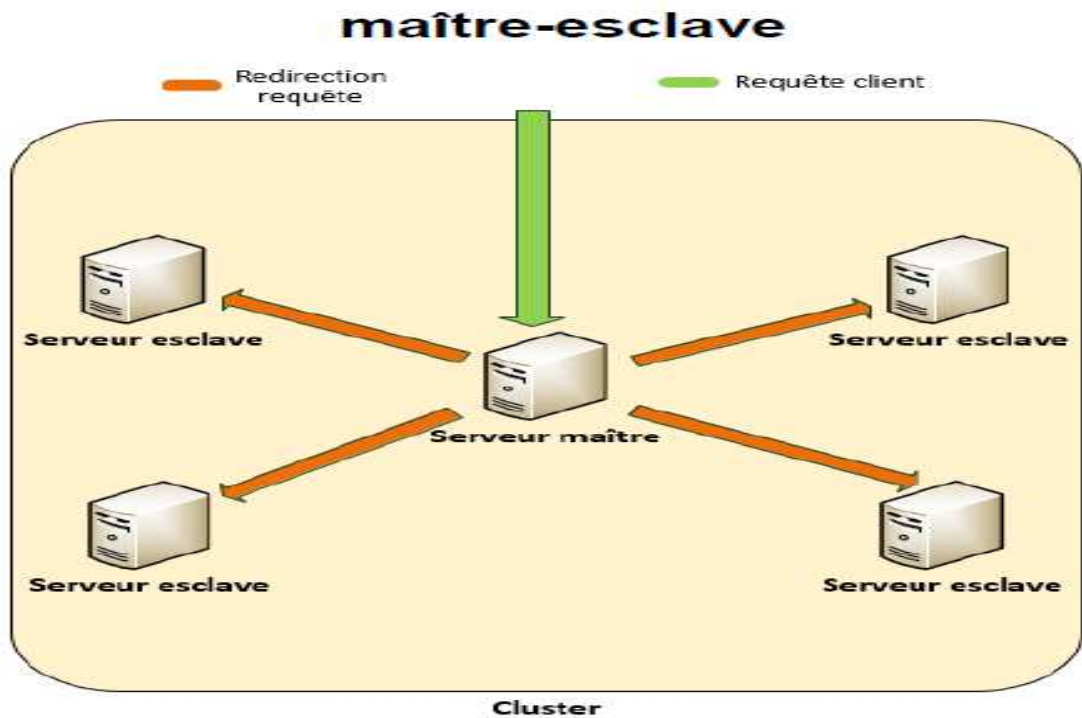 maître-esclave
Redirection
requête
Requête client
Serveur esclave
Serveur esclave
Serveur maître
Serveur esclave
Serveur esclave
Cluster